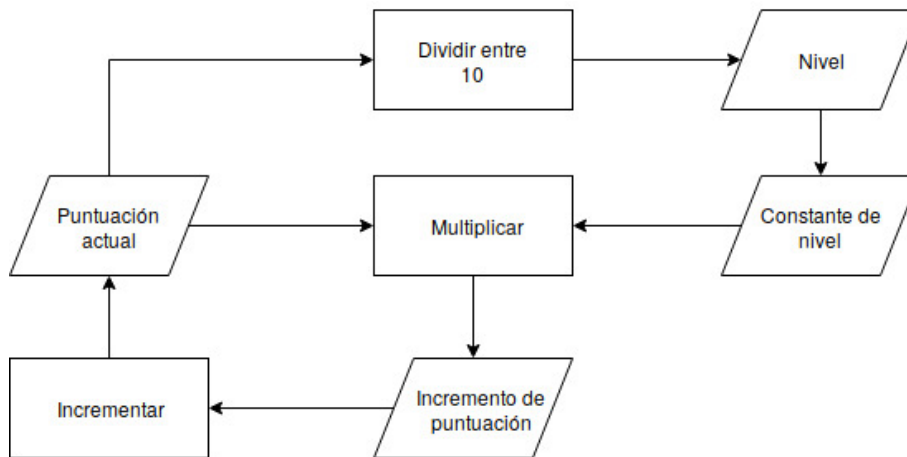 Dividir entre
10
Nivel
Puntuación
actual
Multiplicar
Constante de
nivel
Incrementar
Incremento de
puntuación